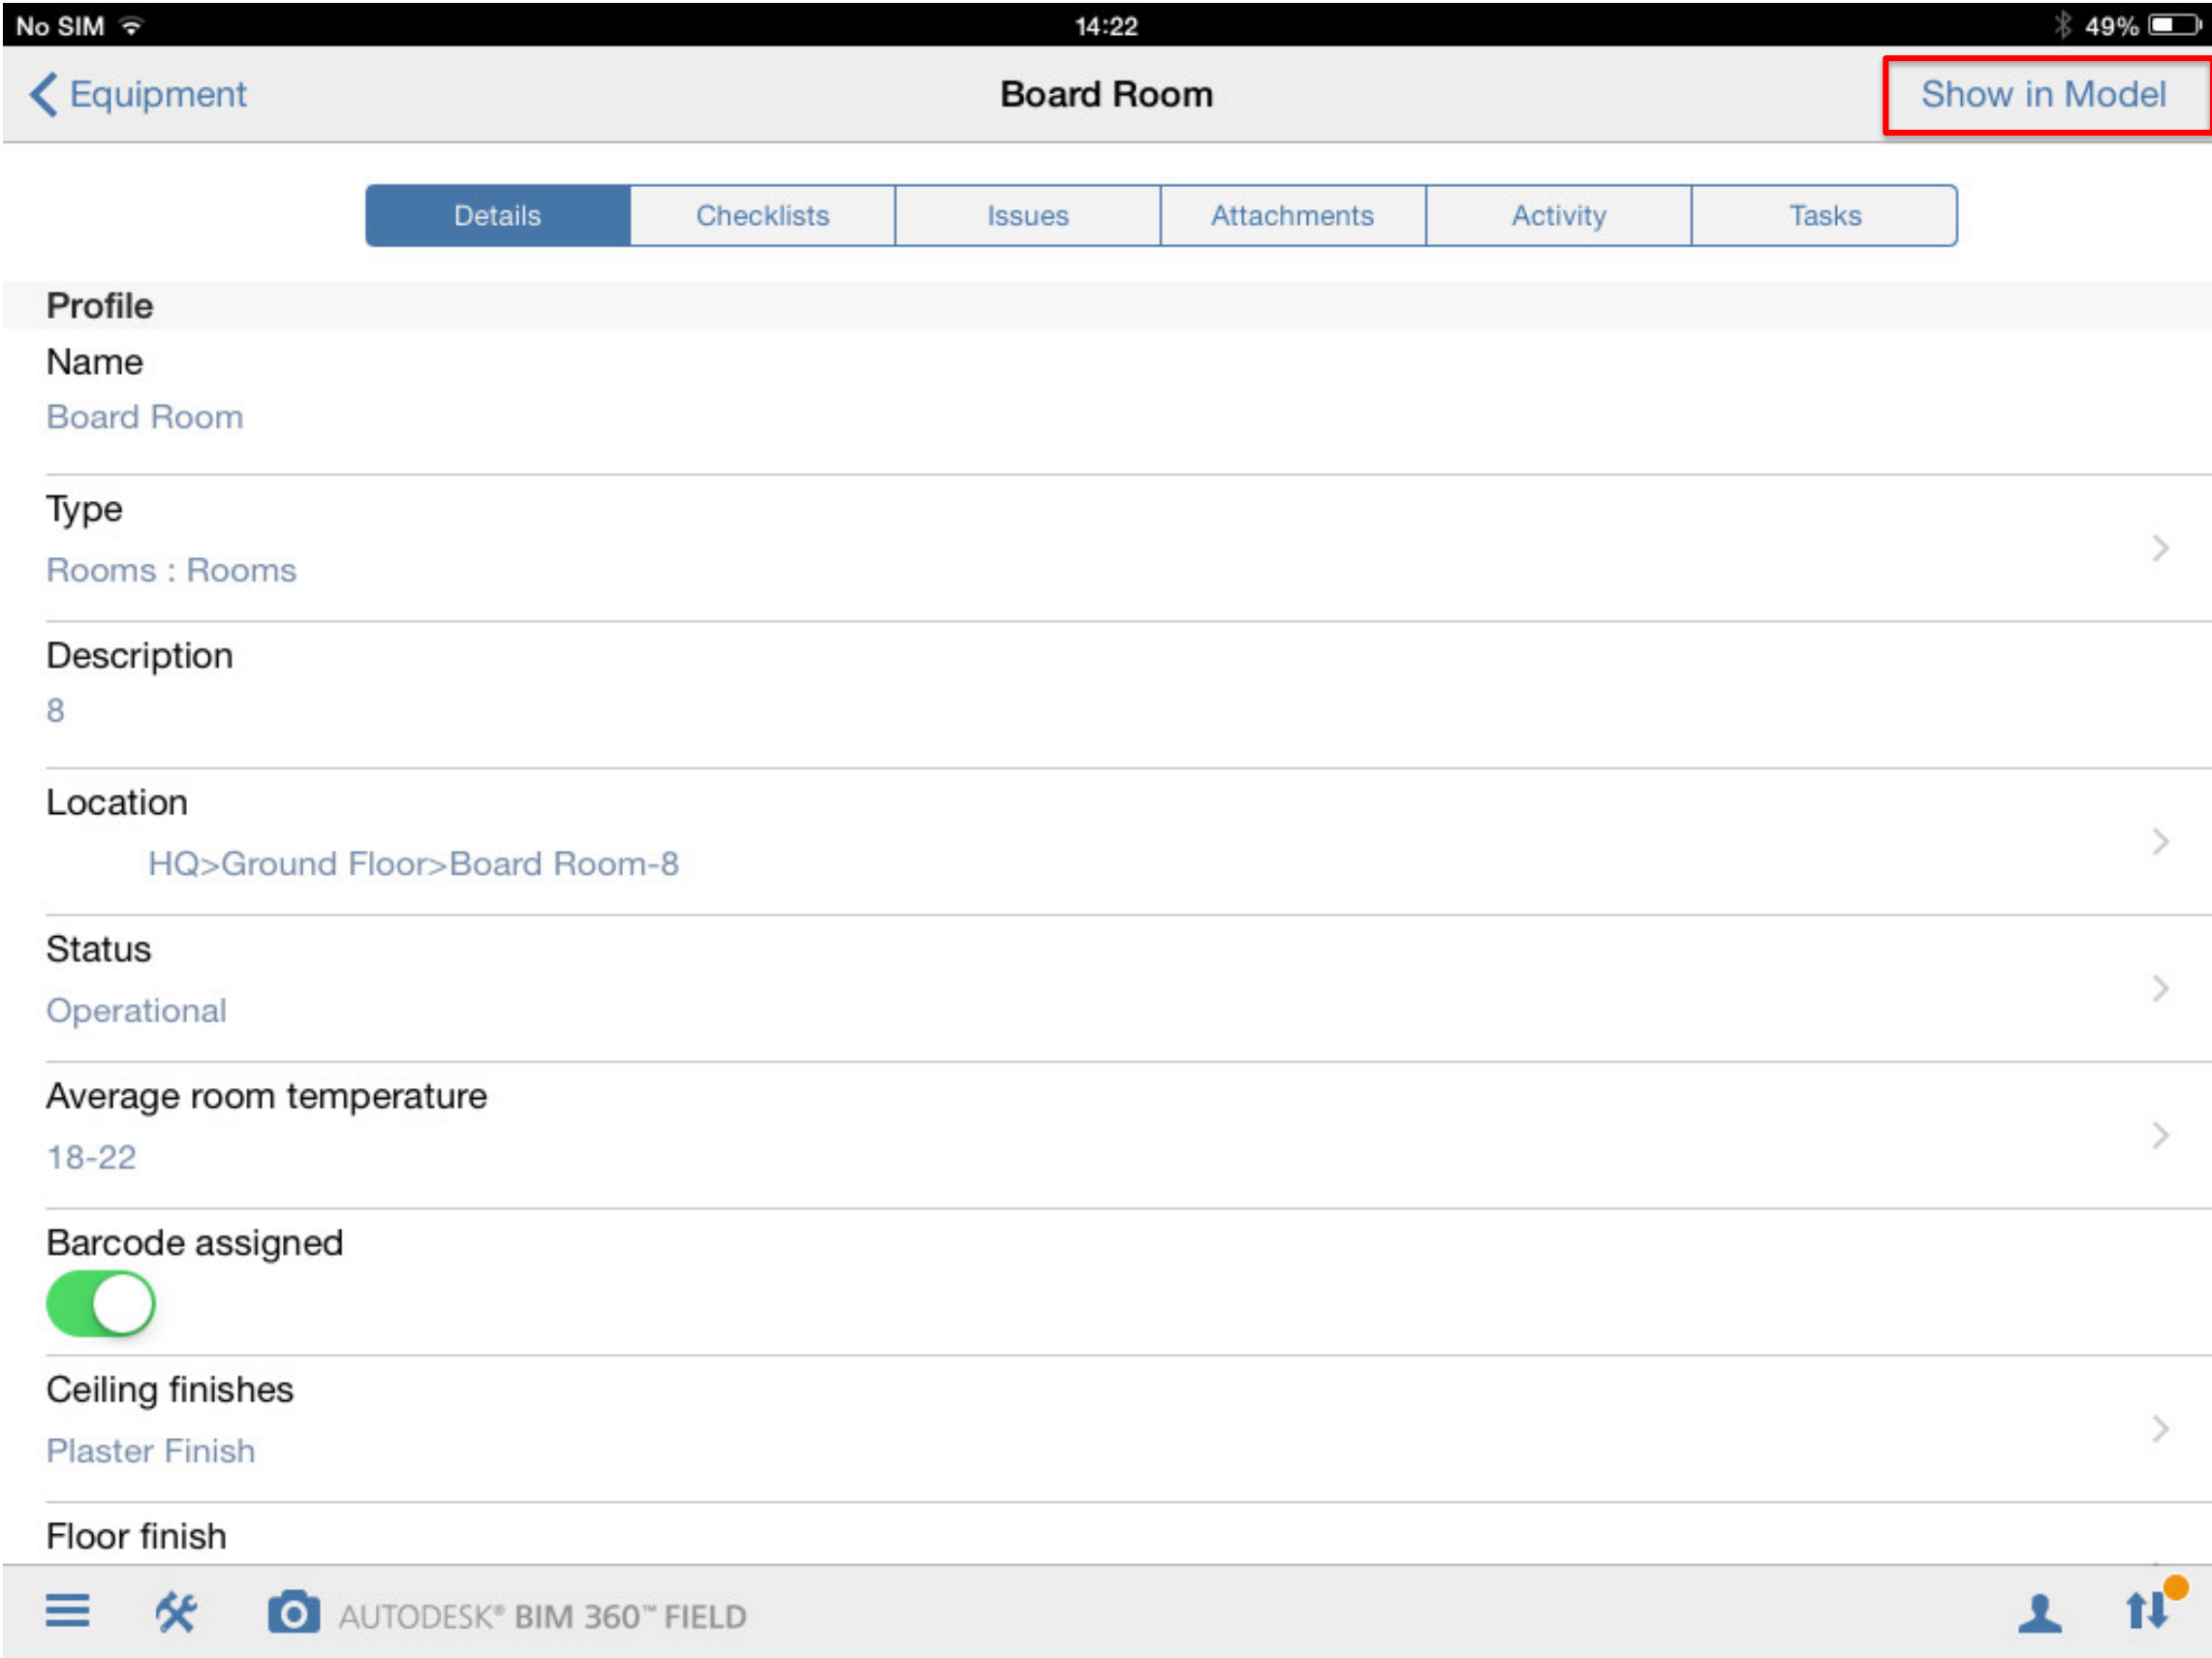 No SIM 14:22 49%
Equipment Board Room Show in Model
Details Checklists Issues Attachments Activity Tasks
Profile
Name
Board Room
Type
Rooms : Rooms
Description
8
Location
HQ>Ground Floor>Board Room-8
Status
Operational
Average room temperature
18-22
Barcode assigned
Ceiling finishes
Plaster Finish
Floor finish
AUTODESK® BIM 360™ FIELD